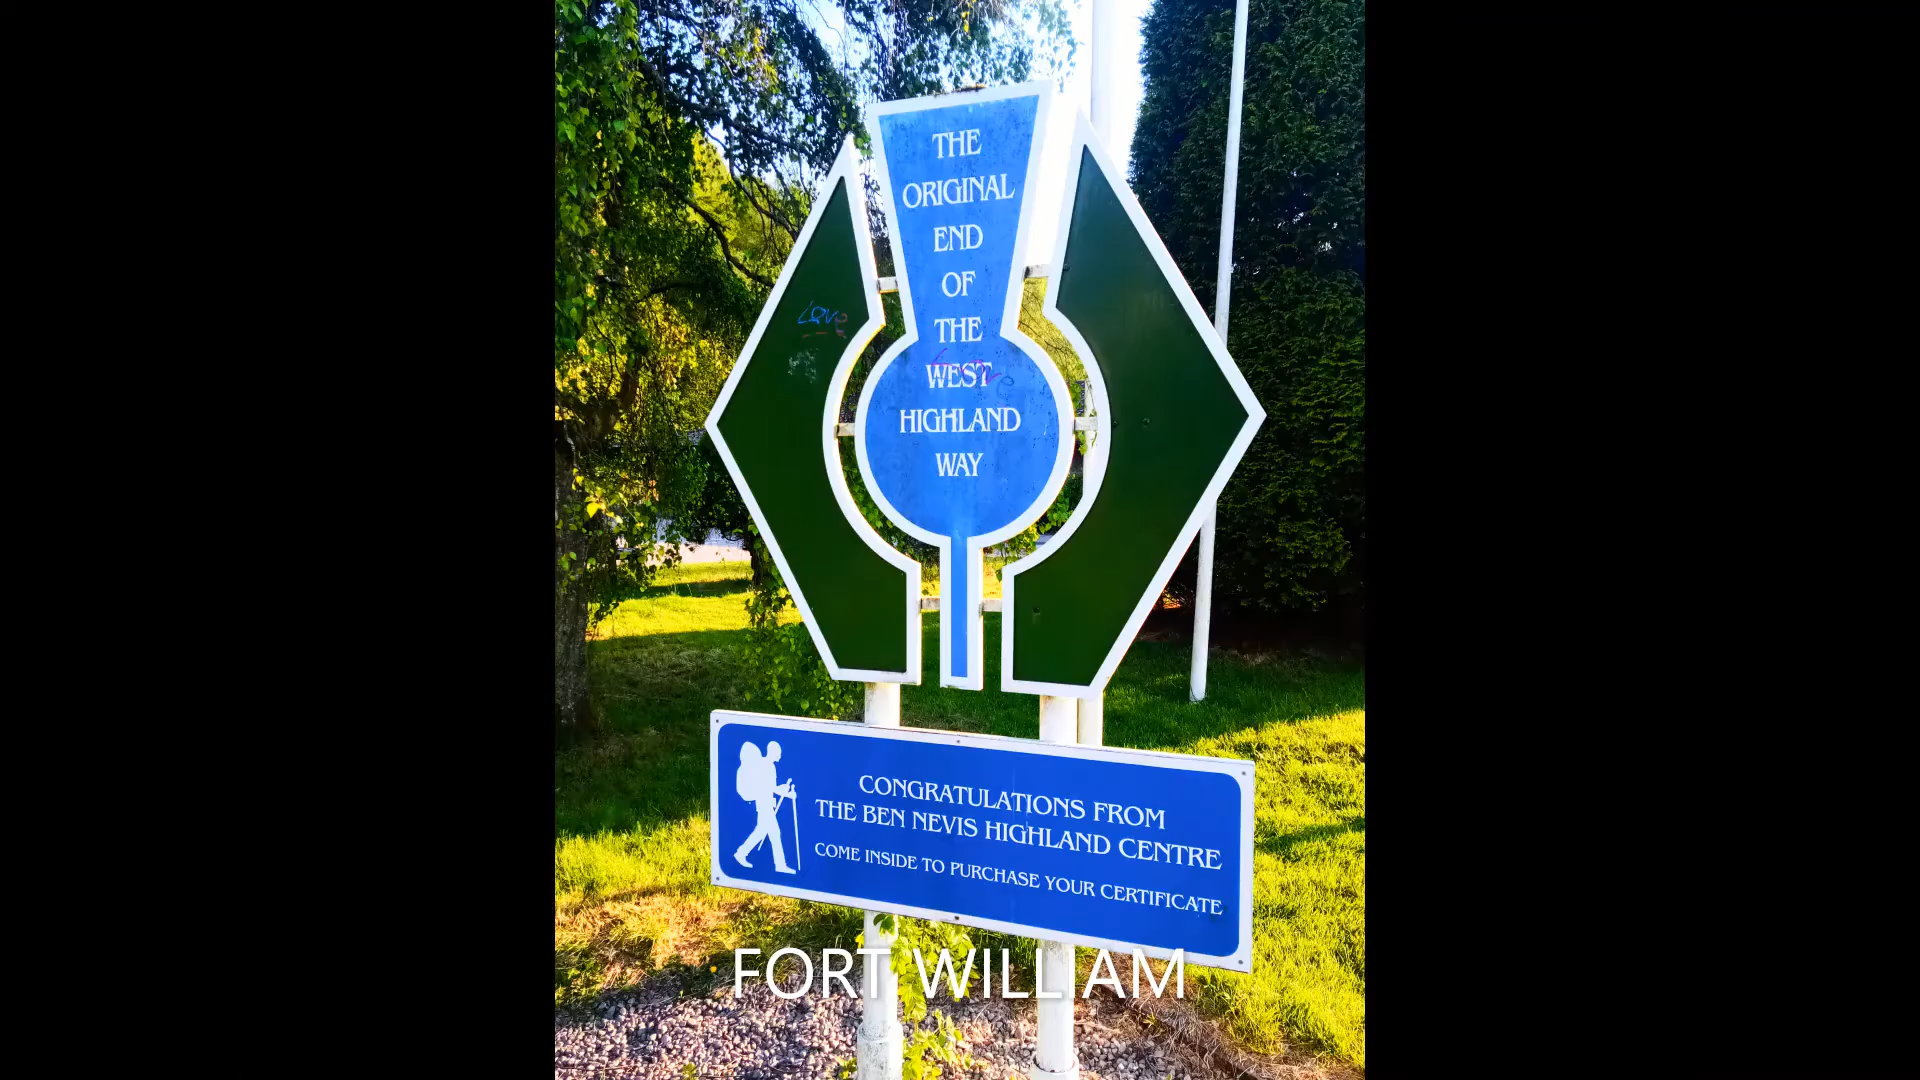 THE
ORIGINAL
END
OF
THE
WEST
HIGHLAND
WAY
Love
CONGRATULATIONS FROM
THE BEN NEVIS HIGHLAND CENTRE
COME INSIDE TO PURCHASE YOUR CERTIFICATE
FORT WILLIAM